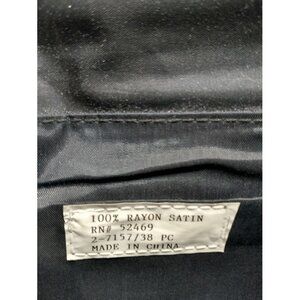 100% RAYON SATIN
RN# 52469
2-7157/38 PC
MADE IN CHINA